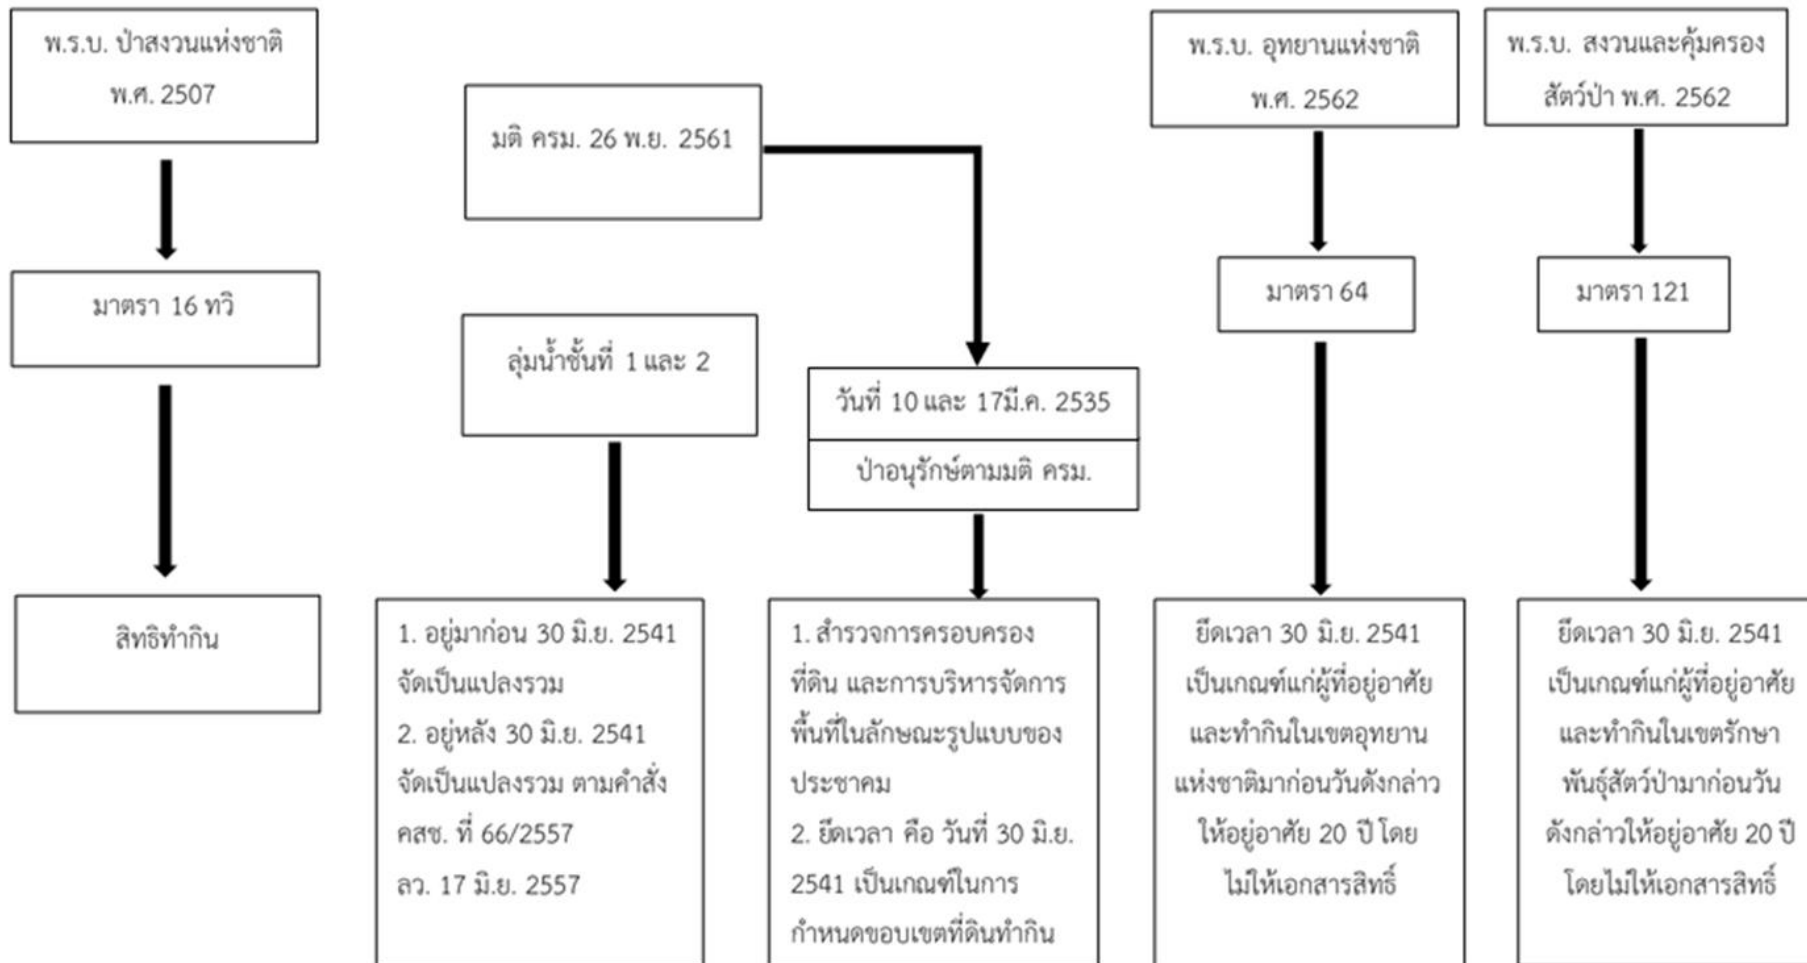 พ.ร.บ. ป่าสงวนแห่งชาติ
พ.ศ. 2507
มาตรา 16 ทวิ
สิทธิทำกิน
มติ ครม. 26 พ.ย. 2561
ลุ่มน้ำชั้นที่ 1 และ 2
1. อยู่มาก่อน 30 มิ.ย. 2541
จัดเป็นแปลงรวม
2. อยู่หลัง 30 มิ.ย. 2541
จัดเป็นแปลงรวม ตามคำสั่ง
คสช. ที่ 66/2557
ลว. 17 มิ.ย. 2557
วันที่ 10 และ 17มี.ค. 2535
ป่าอนุรักษ์ตามมติ ครม.
1. สำรวจการครอบครอง
ที่ดิน และการบริหารจัดการ
พื้นที่ในลักษณะรูปแบบของ
ประชาคม
2. ยึดเวลา คือ วันที่ 30 มิ.ย.
2541 เป็นเกณฑ์ในการ
กำหนดขอบเขตที่ดินทำกิน
พ.ร.บ. อุทยานแห่งชาติ
พ.ศ. 2562
มาตรา 64
ยึดเวลา 30 มิ.ย. 2541
เป็นเกณฑ์แก่ผู้ที่อยู่อาศัย
และทำกินในเขตอุทยาน
แห่งชาติมาก่อนวันดังกล่าว
ให้อยู่อาศัย 20 ปี โดย
ไม่ให้เอกสารสิทธิ์
พ.ร.บ. สงวนและคุ้มครอง
สัตว์ป่า พ.ศ. 2562
มาตรา 121
ยึดเวลา 30 มิ.ย. 2541
เป็นเกณฑ์แก่ผู้ที่อยู่อาศัย
และทำกินในเขตรักษา
พันธุ์สัตว์ป่ามาก่อนวัน
ดังกล่าวให้อยู่อาศัย 20 ปี
โดยไม่ให้เอกสารสิทธิ์